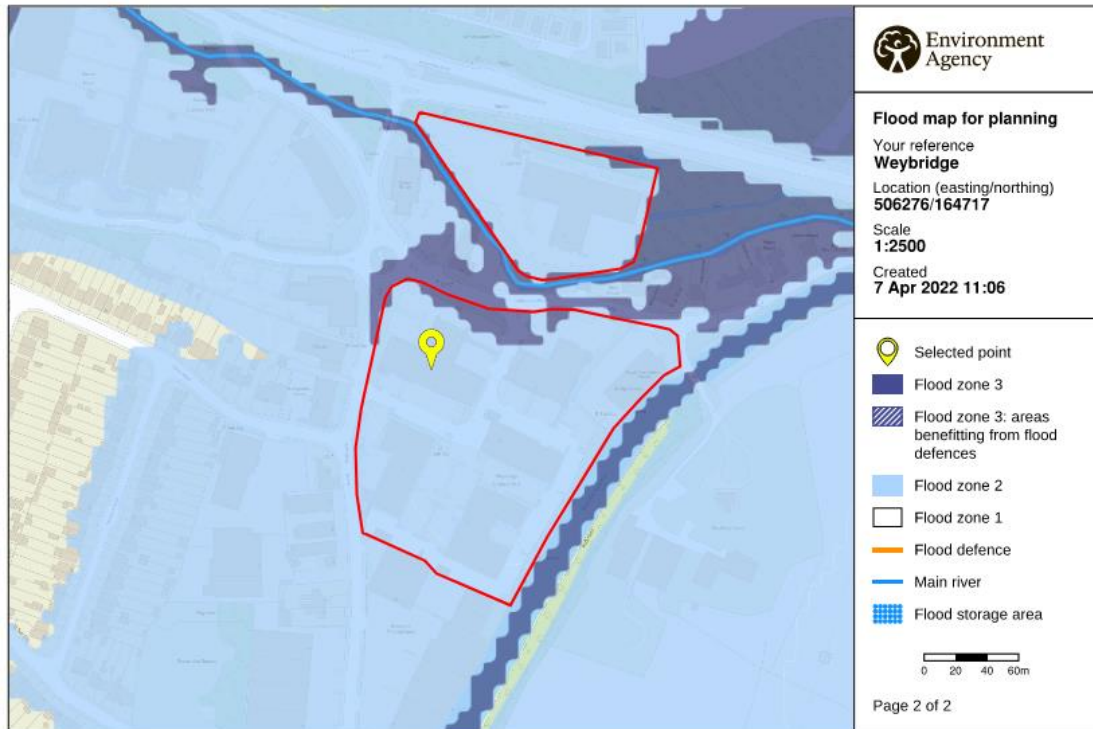 Environment
Agency
Flood map for planning
Your reference
Weybridge
Location (easting/northing)
506276/164717
Scale
1:2500
Created
7 Apr 2022 11:06
Selected point
Flood zone 3
Flood zone 3: areas
benefitting from flood
defences
Flood zone 2
Flood zone 1
Flood defence
Main river
Flood storage area
0 20 40 60m
Page 2 of 2